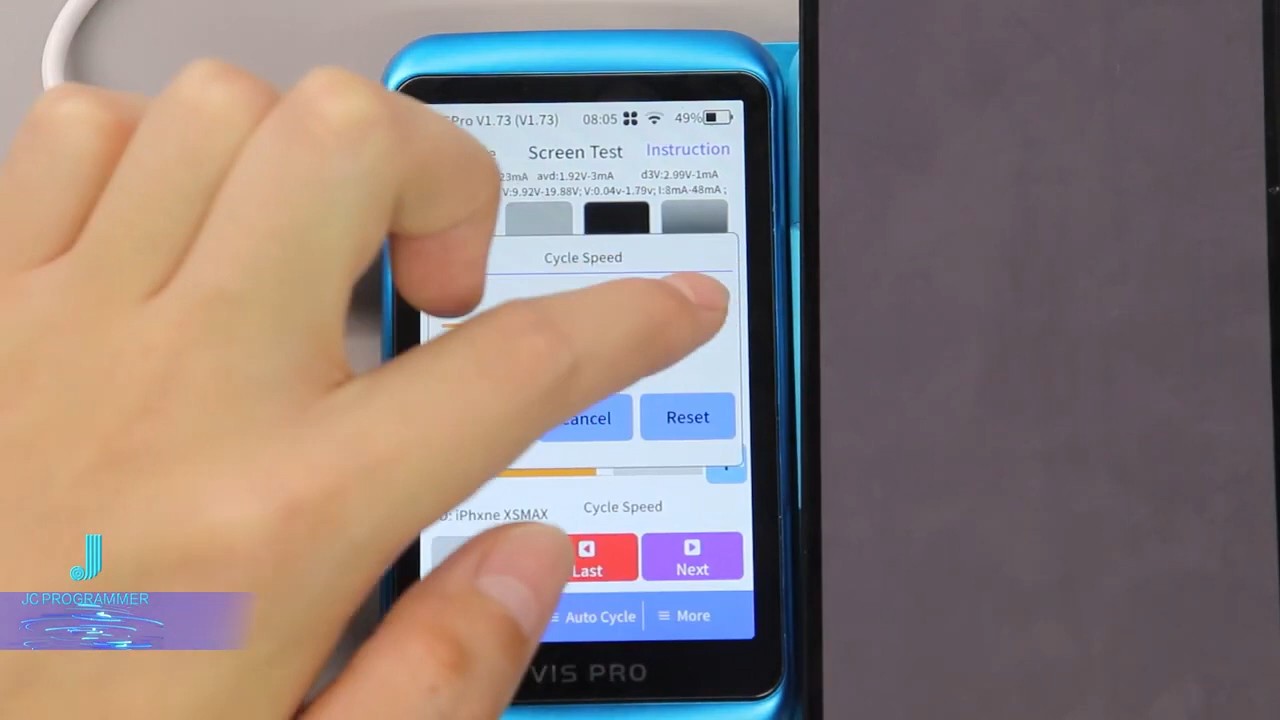 Pro V1.73 (V1.73) 08:05 49%
Screen Test Instruction
23mA avd:1.92V-3mA d3V:2.99V-1mA
V:9.92V-19.88V; V:0.04v-1.79v; I:8mA-48mA ;
Cycle Speed
ancel Reset
: iPhxne XSMAX Cycle Speed
Last Next
Auto Cycle More
VIS PRO
JC PROGRAMMER